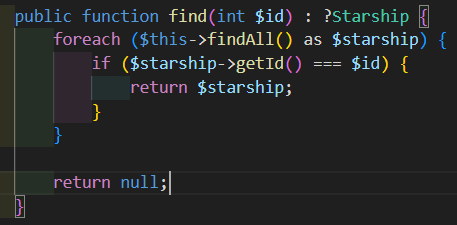 public function find(int $id) : ?Starship {
    foreach ($this->findAll() as $starship) {
        if ($starship->getId() === $id) {
            return $starship;
        }
    }

    return null;
}